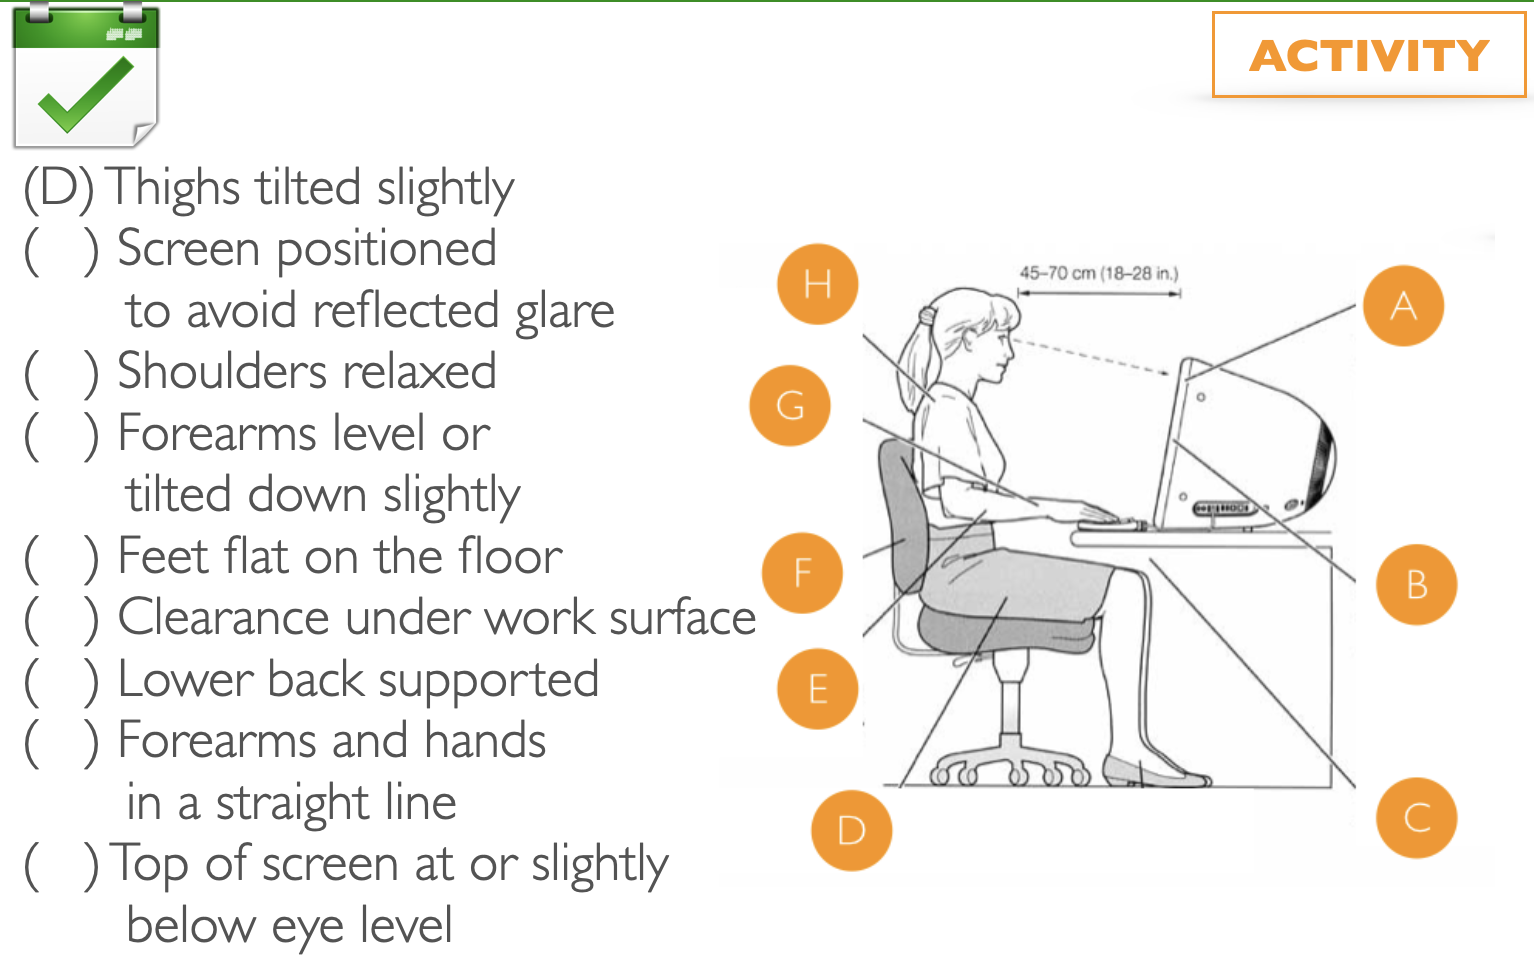 ACTIVITY
(D) Thighs tilted slightly
( ) Screen positioned
to avoid reflected glare
( ) Shoulders relaxed
( ) Forearms level or
tilted down slightly
( ) Feet flat on the floor
( ) Clearance under work surface
( ) Lower back supported
( ) Forearms and hands
in a straight line
( ) Top of screen at or slightly
below eye level
45–70 cm (18–28 in.)
H
A
G
F
B
E
D
C